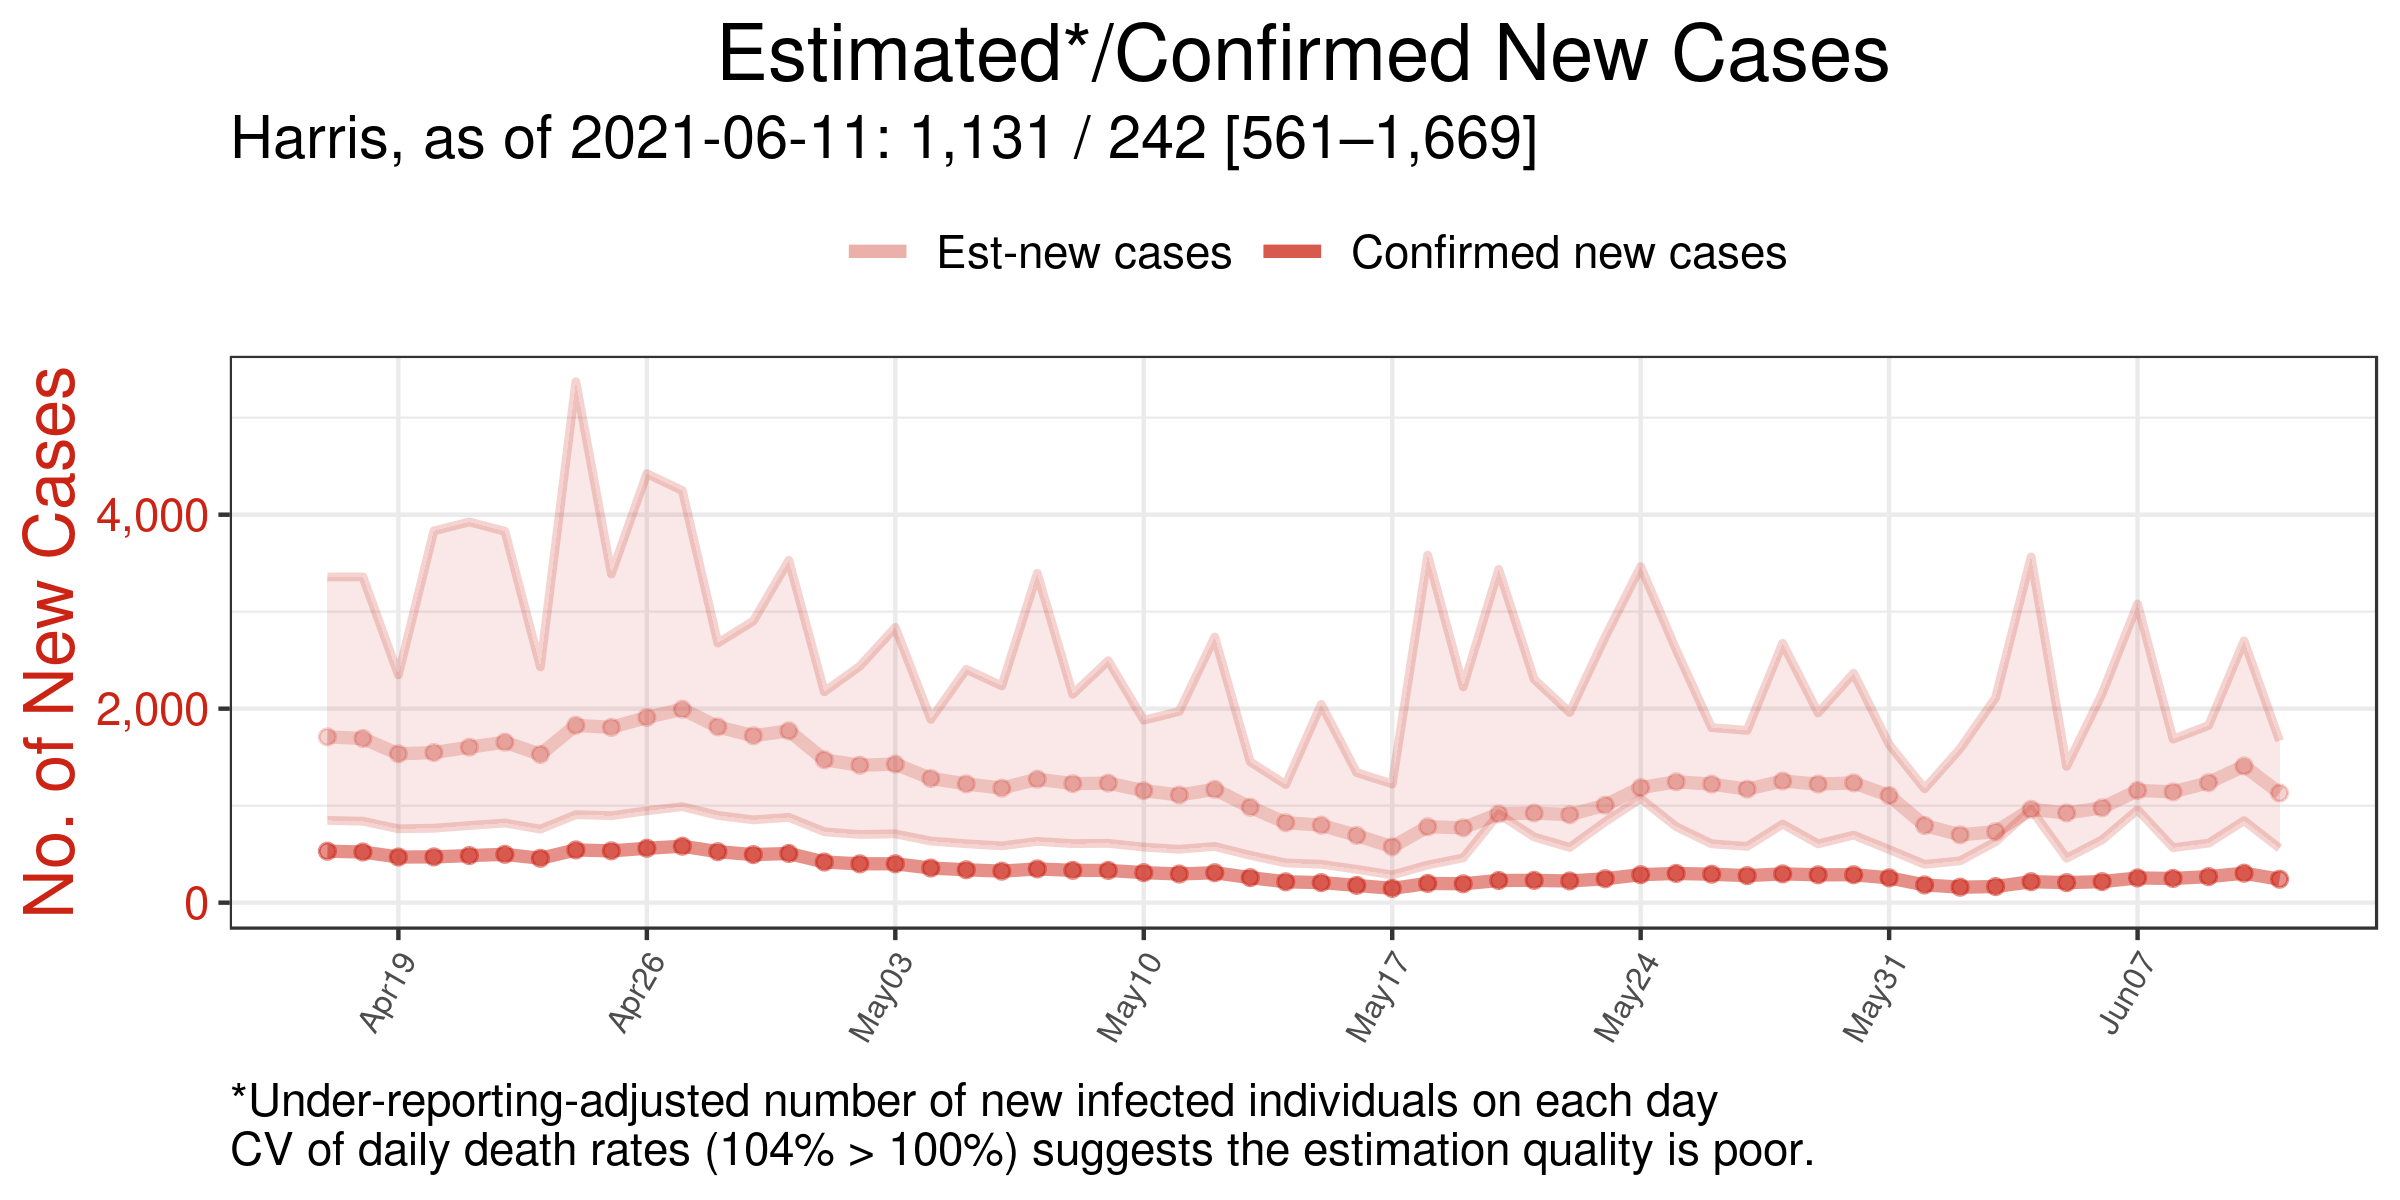 Estimated*/Confirmed New Cases
Harris, as of 2021-06-11: 1,131 / 242 [561–1,669]
Est-new cases
Confirmed new cases
No. of New Cases
4,000
2,000
0
Apr19
Apr26
May03
May10
May17
May24
May31
Jun07
*Under-reporting-adjusted number of new infected individuals on each day
CV of daily death rates (104% > 100%) suggests the estimation quality is poor.